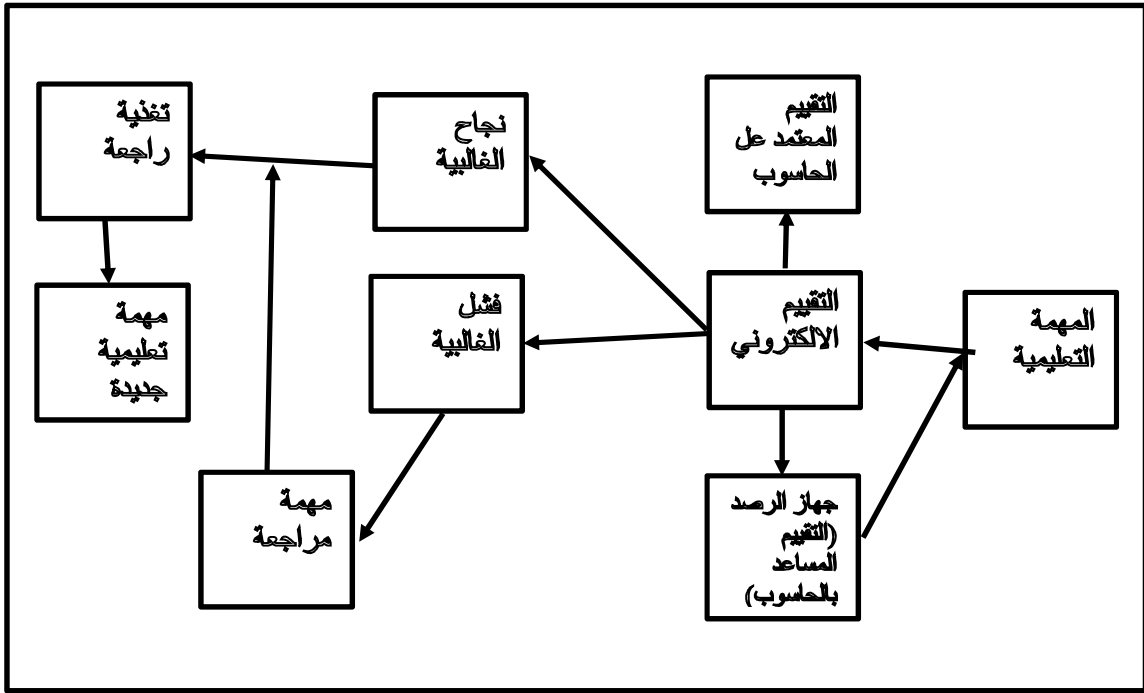 التقييم
المعتمد عل
الحاسوب
نجاح
الغالبية
تغذية
راجعة
المهمة
التعليمية
التقييم
الالكتروني
فشل
الغالبية
مهمة
تعليمية
جديدة
جهاز الرصد
(التقييم
المساعد
بالحاسوب)
مهمة
مراجعة